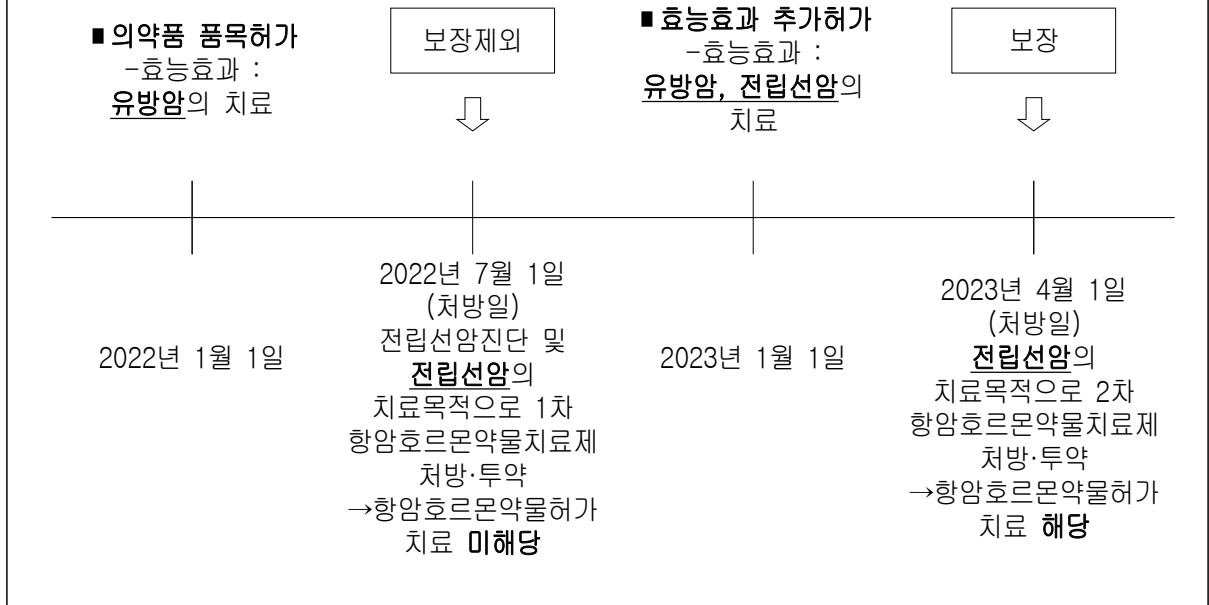 ■ 의약품 품목허가
-효능효과 :
유방암의 치료
보장제외
■ 효능효과 추가허가
-효능효과 :
유방암, 전립선암의
치료
보장
2022년 1월 1일
2022년 7월 1일
(처방일)
전립선암진단 및
전립선암의
치료목적으로 1차
항암호르몬약물치료제
처방·투약
→항암호르몬약물허가
치료 미해당
2023년 1월 1일
2023년 4월 1일
(처방일)
전립선암의
치료목적으로 2차
항암호르몬약물치료제
처방·투약
→항암호르몬약물허가
치료 해당